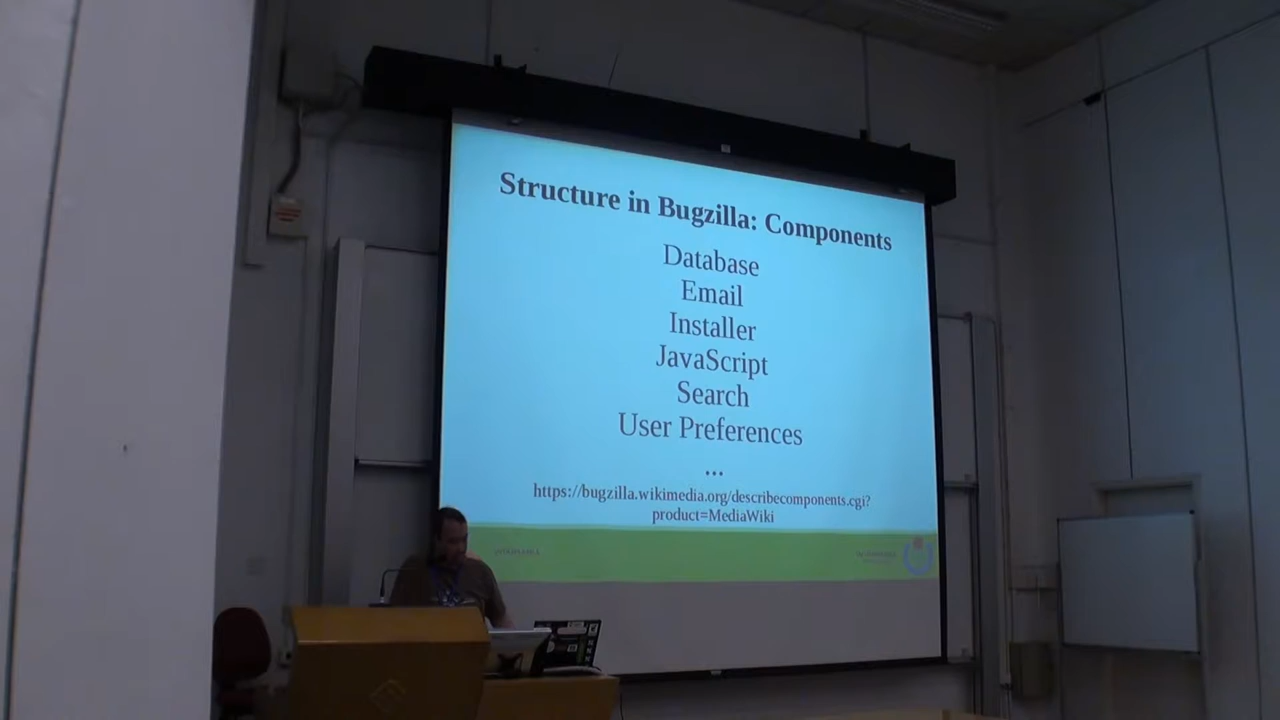 Structure in Bugzilla: Components
Database
Email
Installer
JavaScript
Search
User Preferences
...
https://bugzilla.wikimedia.org/describecomponents.cgi?
product=MediaWiki